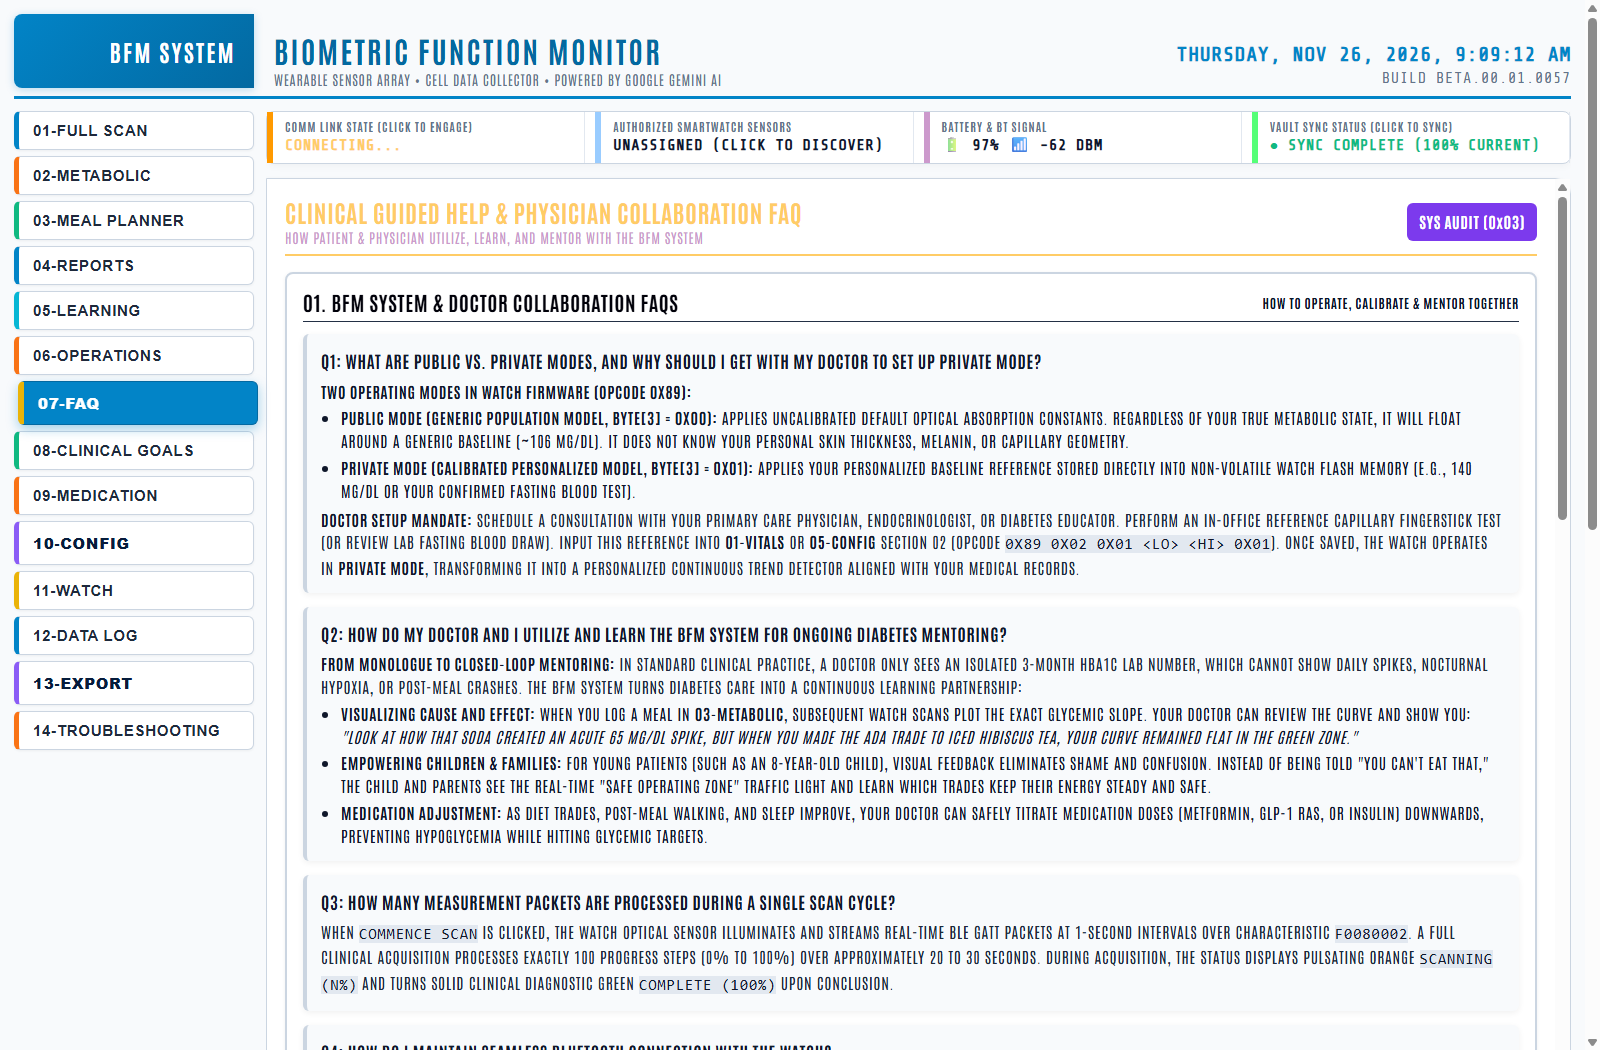 BFM SYSTEM
BIOMETRIC FUNCTION MONITOR
WEARABLE SENSOR ARRAY • CELL DATA COLLECTOR • POWERED BY GOOGLE GEMINI AI
THURSDAY, NOV 26, 2026, 9:09:12 AM
BUILD BETA.00.01.0057
01-FULL SCAN
02-METABOLIC
03-MEAL PLANNER
04-REPORTS
05-LEARNING
06-OPERATIONS
07-FAQ
08-CLINICAL GOALS
09-MEDICATION
10-CONFIG
11-WATCH
12-DATA LOG
13-EXPORT
14-TROUBLESHOOTING
COMM LINK STATE (CLICK TO ENGAGE)
CONNECTING...
AUTHORIZED SMARTWATCH SENSORS
UNASSIGNED (CLICK TO DISCOVER)
BATTERY & BT SIGNAL
🔋 97% 📶 -62 DBM
VAULT SYNC STATUS (CLICK TO SYNC)
● SYNC COMPLETE (100% CURRENT)
CLINICAL GUIDED HELP & PHYSICIAN COLLABORATION FAQ
HOW PATIENT & PHYSICIAN UTILIZE, LEARN, AND MENTOR WITH THE BFM SYSTEM
SYS AUDIT (0x03)
01. BFM SYSTEM & DOCTOR COLLABORATION FAQS
HOW TO OPERATE, CALIBRATE & MENTOR TOGETHER
Q1: WHAT ARE PUBLIC VS. PRIVATE MODES, AND WHY SHOULD I GET WITH MY DOCTOR TO SET UP PRIVATE MODE?
TWO OPERATING MODES IN WATCH FIRMWARE (OPCODE 0X89):
• PUBLIC MODE (GENERIC POPULATION MODEL, BYTE[3] = 0X00): APPLIES UNCALIBRATED DEFAULT OPTICAL ABSORPTION CONSTANTS. REGARDLESS OF YOUR TRUE METABOLIC STATE, IT WILL FLOAT
AROUND A GENERIC BASELINE (~106 MG/DL). IT DOES NOT KNOW YOUR PERSONAL SKIN THICKNESS, MELANIN, OR CAPILLARY GEOMETRY.
• PRIVATE MODE (CALIBRATED PERSONALIZED MODEL, BYTE[3] = 0X01): APPLIES YOUR PERSONALIZED BASELINE REFERENCE STORED DIRECTLY INTO NON-VOLATILE WATCH FLASH MEMORY (E.G., 140
MG/DL OR YOUR CONFIRMED FASTING BLOOD TEST).
DOCTOR SETUP MANDATE: SCHEDULE A CONSULTATION WITH YOUR PRIMARY CARE PHYSICIAN, ENDOCRINOLOGIST, OR DIABETES EDUCATOR. PERFORM AN IN-OFFICE REFERENCE CAPILLARY FINGERSTICK TEST
(OR REVIEW LAB FASTING BLOOD DRAW). INPUT THIS REFERENCE INTO 01-VITALS OR 05-CONFIG SECTION 02 (OPCODE 0X89 0X02 0X01 <LO> <HI> 0X01). ONCE SAVED, THE WATCH OPERATES
IN PRIVATE MODE, TRANSFORMING IT INTO A PERSONALIZED CONTINUOUS TREND DETECTOR ALIGNED WITH YOUR MEDICAL RECORDS.
Q2: HOW DO MY DOCTOR AND I UTILIZE AND LEARN THE BFM SYSTEM FOR ONGOING DIABETES MENTORING?
FROM MONOLOGUE TO CLOSED-LOOP MENTORING: IN STANDARD CLINICAL PRACTICE, A DOCTOR ONLY SEES AN ISOLATED 3-MONTH HBA1C LAB NUMBER, WHICH CANNOT SHOW DAILY SPIKES, NOCTURNAL
HYPOXIA, OR POST-MEAL CRASHES. THE BFM SYSTEM TURNS DIABETES CARE INTO A CONTINUOUS LEARNING PARTNERSHIP:
• VISUALIZING CAUSE AND EFFECT: WHEN YOU LOG A MEAL IN 03-METABOLIC, SUBSEQUENT WATCH SCANS PLOT THE EXACT GLYCEMIC SLOPE. YOUR DOCTOR CAN REVIEW THE CURVE AND SHOW YOU:
"LOOK AT HOW THAT SODA CREATED AN ACUTE 65 MG/DL SPIKE, BUT WHEN YOU MADE THE ADA TRADE TO ICED HIBISCUS TEA, YOUR CURVE REMAINED FLAT IN THE GREEN ZONE."
• EMPOWERING CHILDREN & FAMILIES: FOR YOUNG PATIENTS (SUCH AS AN 8-YEAR-OLD CHILD), VISUAL FEEDBACK ELIMINATES SHAME AND CONFUSION. INSTEAD OF BEING TOLD "YOU CAN'T EAT THAT,"
THE CHILD AND PARENTS SEE THE REAL-TIME "SAFE OPERATING ZONE" TRAFFIC LIGHT AND LEARN WHICH TRADES KEEP THEIR ENERGY STEADY AND SAFE.
• MEDICATION ADJUSTMENT: AS DIET TRADES, POST-MEAL WALKING, AND SLEEP IMPROVE, YOUR DOCTOR CAN SAFELY TITRATE MEDICATION DOSES (METFORMIN, GLP-1 RAS, OR INSULIN) DOWNWARDS,
PREVENTING HYPOGLYCEMIA WHILE HITTING GLYCEMIC TARGETS.
Q3: HOW MANY MEASUREMENT PACKETS ARE PROCESSED DURING A SINGLE SCAN CYCLE?
WHEN COMMENCE SCAN IS CLICKED, THE WATCH OPTICAL SENSOR ILLUMINATES AND STREAMS REAL-TIME BLE GATT PACKETS AT 1-SECOND INTERVALS OVER CHARACTERISTIC F0080002. A FULL
CLINICAL ACQUISITION PROCESSES EXACTLY 100 PROGRESS STEPS (0% TO 100%) OVER APPROXIMATELY 20 TO 30 SECONDS. DURING ACQUISITION, THE STATUS DISPLAYS PULSATING ORANGE SCANNING
(N%) AND TURNS SOLID CLINICAL DIAGNOSTIC GREEN COMPLETE (100%) UPON CONCLUSION.
Q4: HOW DO I MAINTAIN SEAMLESS BLUETOOTH CONNECTION WITH THE WATCH?